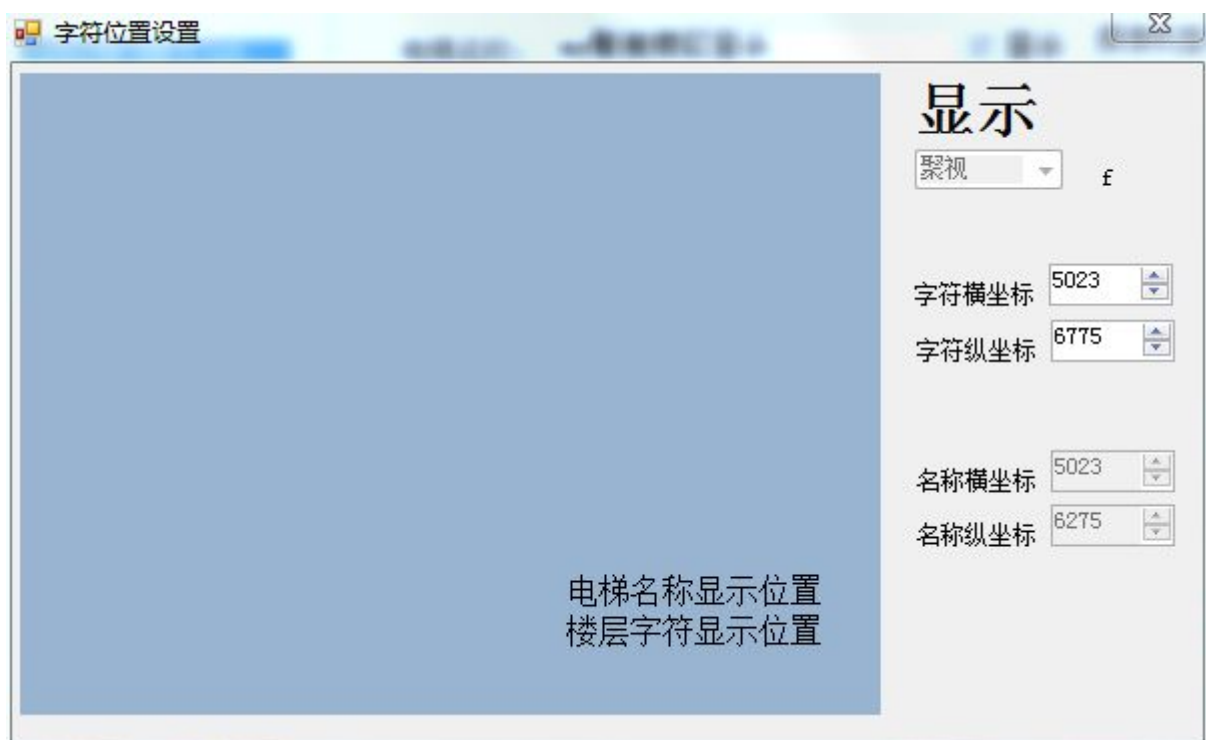 字符位置设置
显示
聚视
f
字符横坐标 5023
字符纵坐标 6775
名称横坐标 5023
名称纵坐标 6275
电梯名称显示位置
楼层字符显示位置